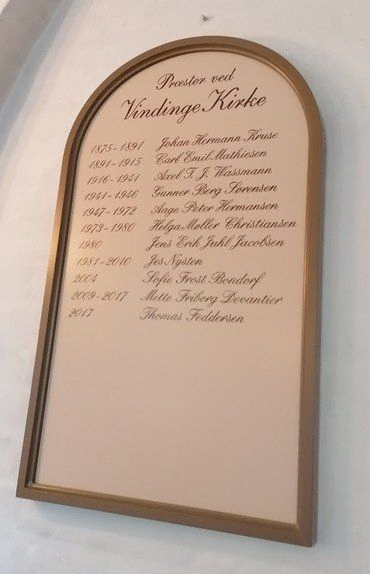 Præster ved
Vindinge Kirke
1875-1891 Johan Hermann Kruse
1891-1915 Carl Emil Mathiesen
1916-1941 Axel T. J. Wassmann
1941-1946 Gunner Berg Sørensen
1947-1972 Aage Peter Hermansen
1973-1980 Helga Møller Christiansen
1980 Jens Erik Juhl Jacobsen
1981-2010 Jes Nysten
2004 Sofie Frost Bondorf
2009-2017 Mette Friborg Devantier
2017 Thomas Feddersen